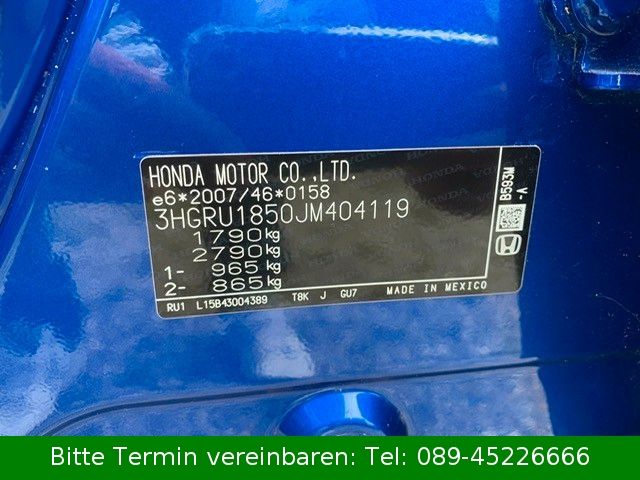 HONDA MOTOR CO.,LTD.
e6*2007/46*0158
3HGRU1850JM404119
1790kg
2790kg
1- 965kg
2- 865kg
RU1 L15B43004389 T8K J GU7 MADE IN MEXICO
B593M V-
Bitte Termin vereinbaren: Tel: 089-45226666